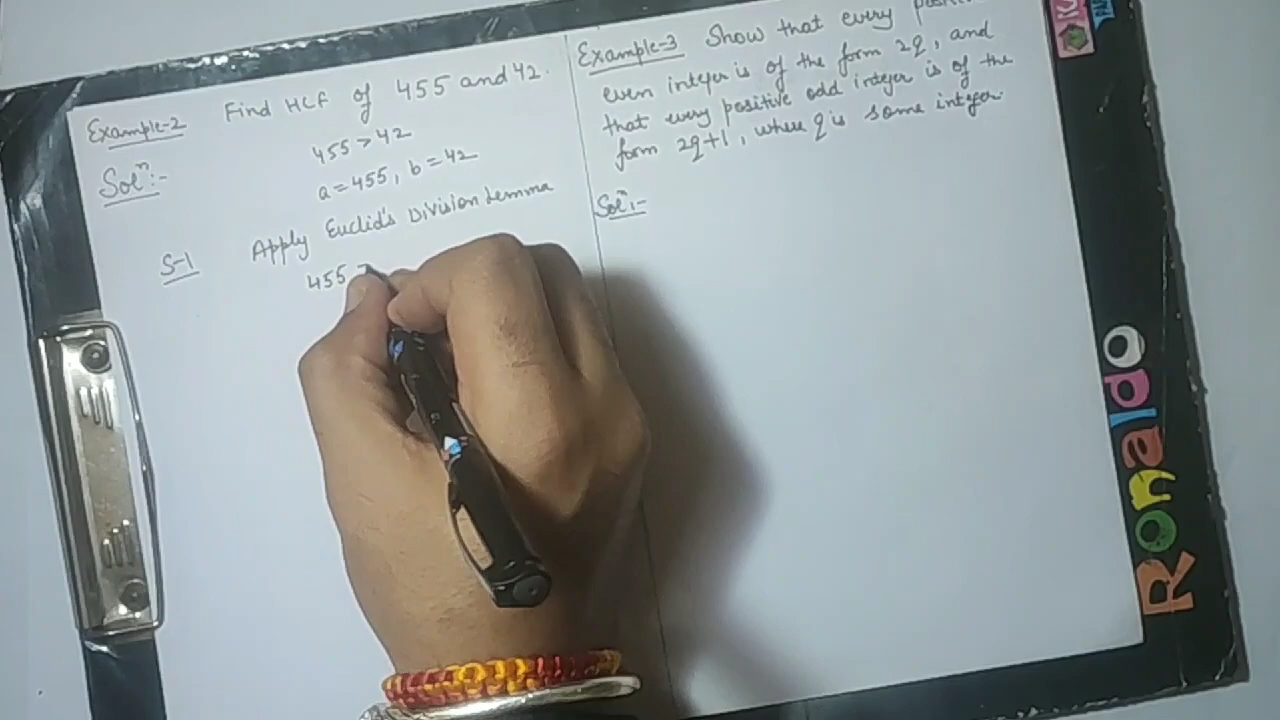 Example-2 Find HCF of 455 and 42.
Solⁿ:-
455 > 42
a = 455, b = 42
S-1 Apply Euclid's Division Lemma
455
Example-3 Show that every
even integer is of the form 2q, and
that every positive odd integer is of the
form 2q+1, where q is some integer.
Solⁿ:-
Ronaldo